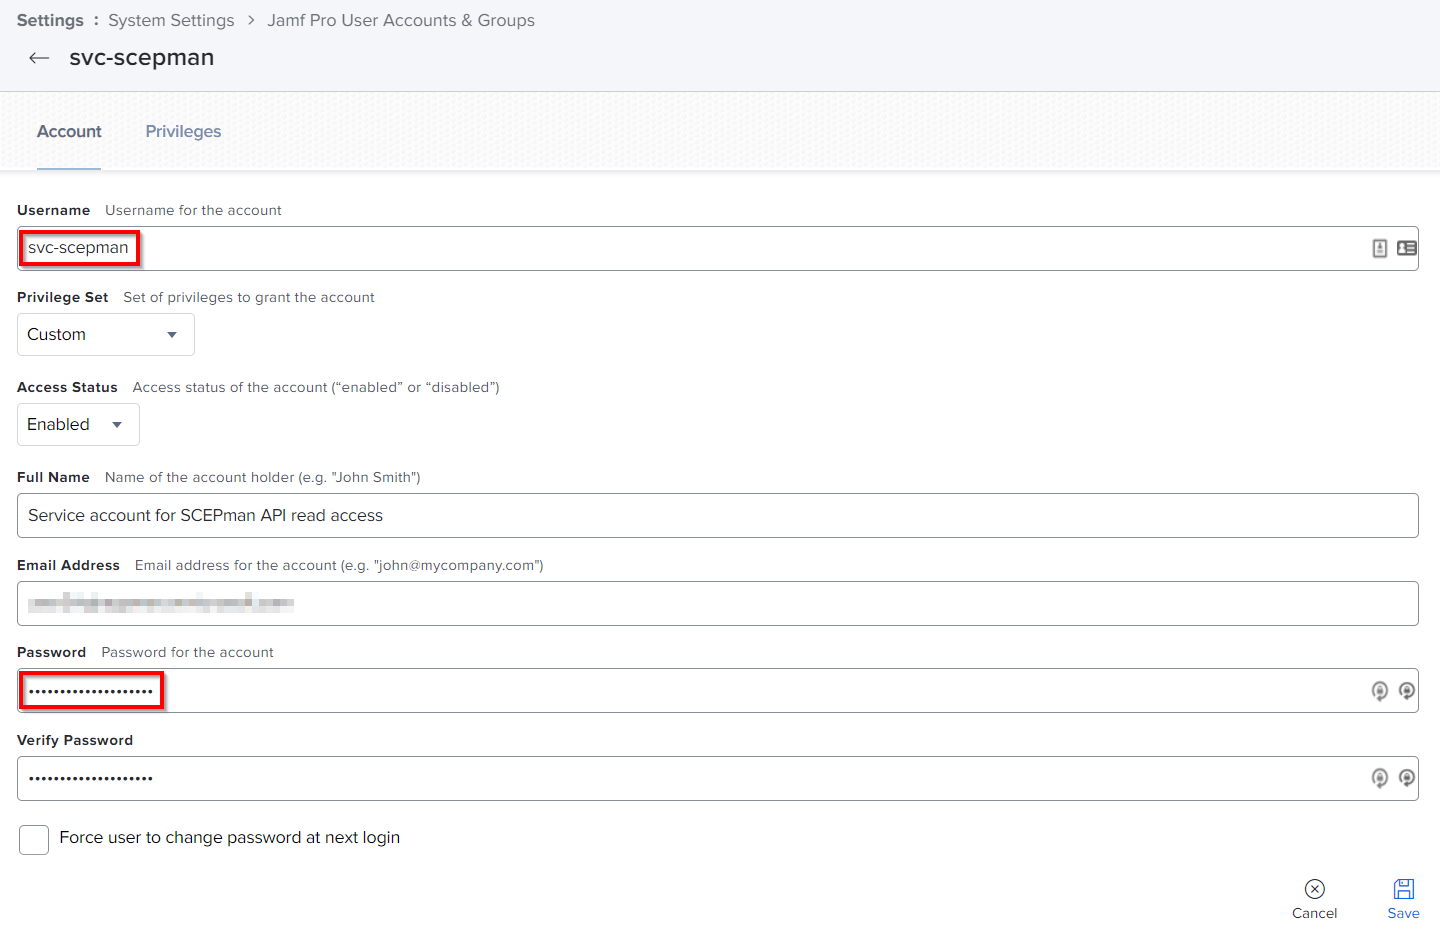 Settings : System Settings > Jamf Pro User Accounts & Groups
← svc-scepman
Account Privileges
Username Username for the account
svc-scepman
Privilege Set Set of privileges to grant the account
Custom
Access Status Access status of the account (“enabled” or “disabled”)
Enabled
Full Name Name of the account holder (e.g. "John Smith")
Service account for SCEPman API read access
Email Address Email address for the account (e.g. "john@mycompany.com")
Password Password for the account
••••••••••••••••••••
Verify Password
••••••••••••••••••••
Force user to change password at next login
Cancel Save